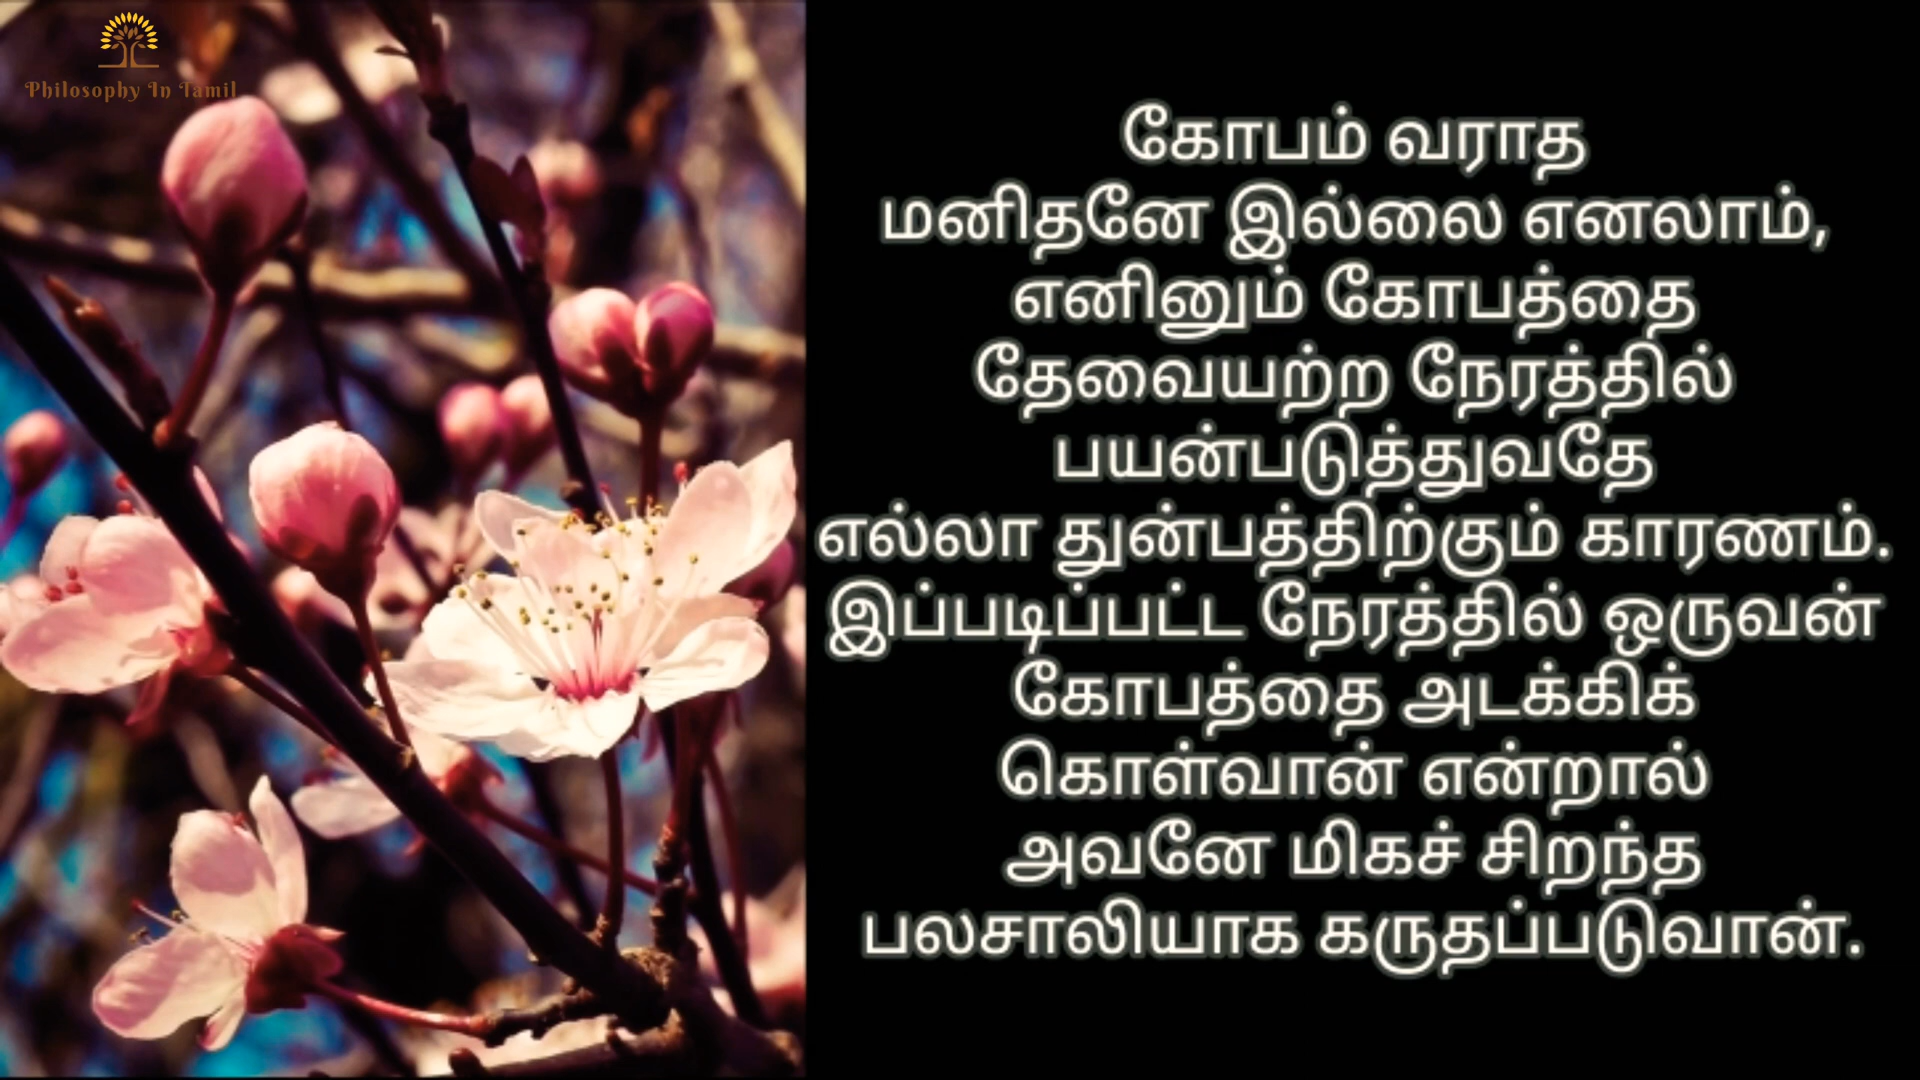 Philosophy In Tamil
கோபம் வராத
மனிதனே இல்லை எனலாம்,
எனினும் கோபத்தை
தேவையற்ற நேரத்தில்
பயன்படுத்துவதே
எல்லா துன்பத்திற்கும் காரணம்.
இப்படிப்பட்ட நேரத்தில் ஒருவன்
கோபத்தை அடக்கிக்
கொள்வான் என்றால்
அவனே மிகச் சிறந்த
பலசாலியாக கருதப்படுவான்.